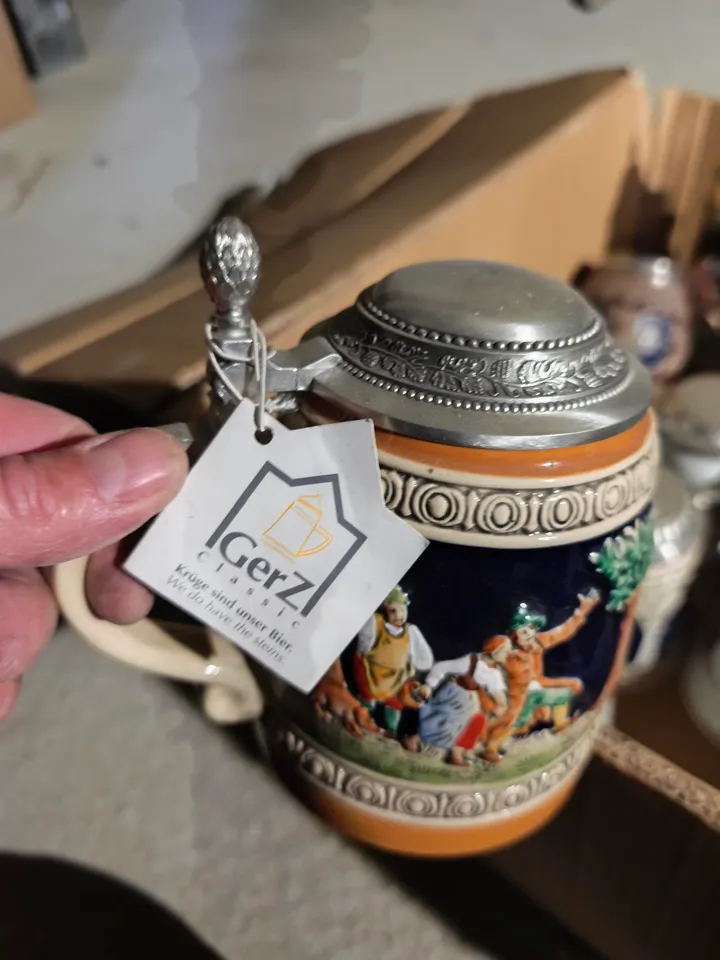 Gerz
classic
Krüge sind unser Bier.
We do have the steins.